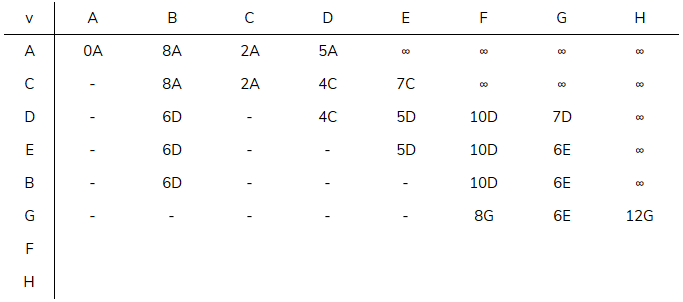 v A B C D E F G H
A 0A 8A 2A 5A ∞ ∞ ∞ ∞
C - 8A 2A 4C 7C ∞ ∞ ∞
D - 6D - 4C 5D 10D 7D ∞
E - 6D - - 5D 10D 6E ∞
B - 6D - - - 10D 6E ∞
G - - - - - 8G 6E 12G
F
H